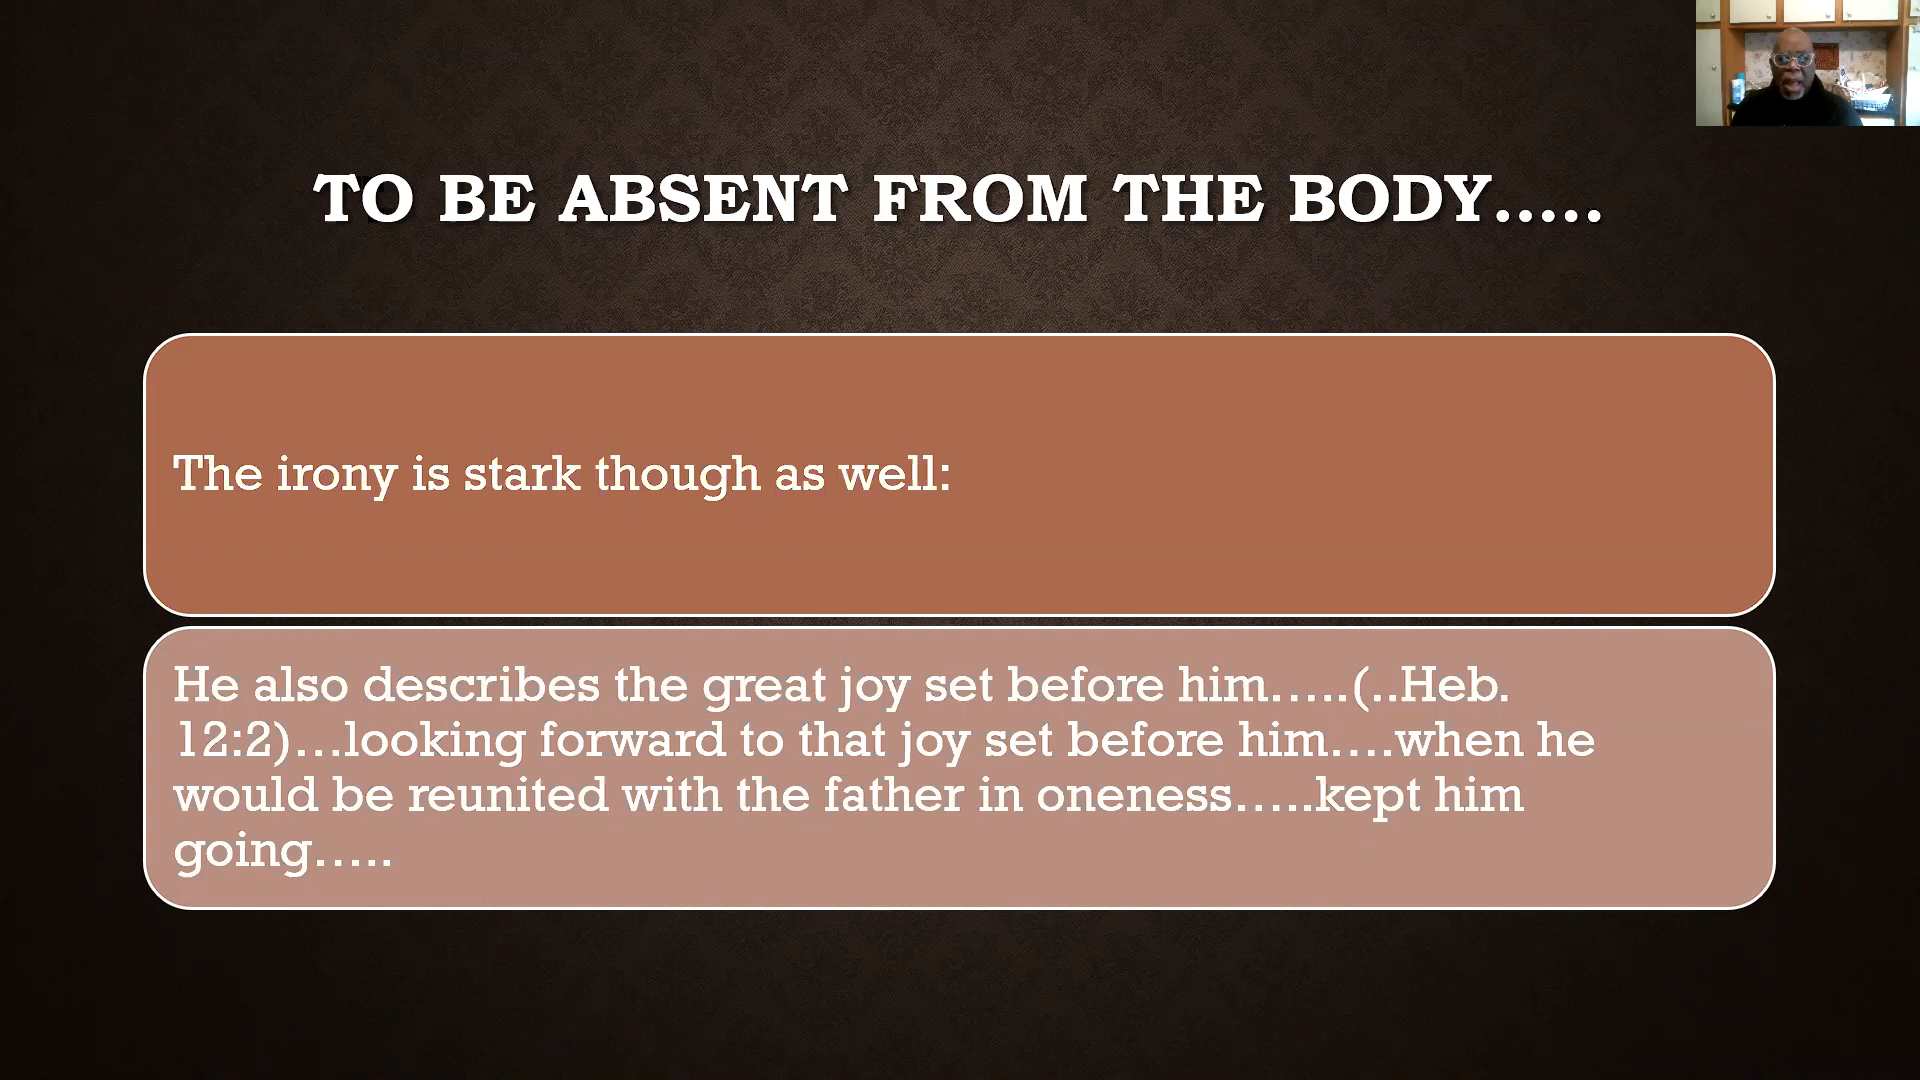 TO BE ABSENT FROM THE BODY.....
The irony is stark though as well:
He also describes the great joy set before him.....(..Heb.
12:2)...looking forward to that joy set before him....when he
would be reunited with the father in oneness.....kept him
going.....